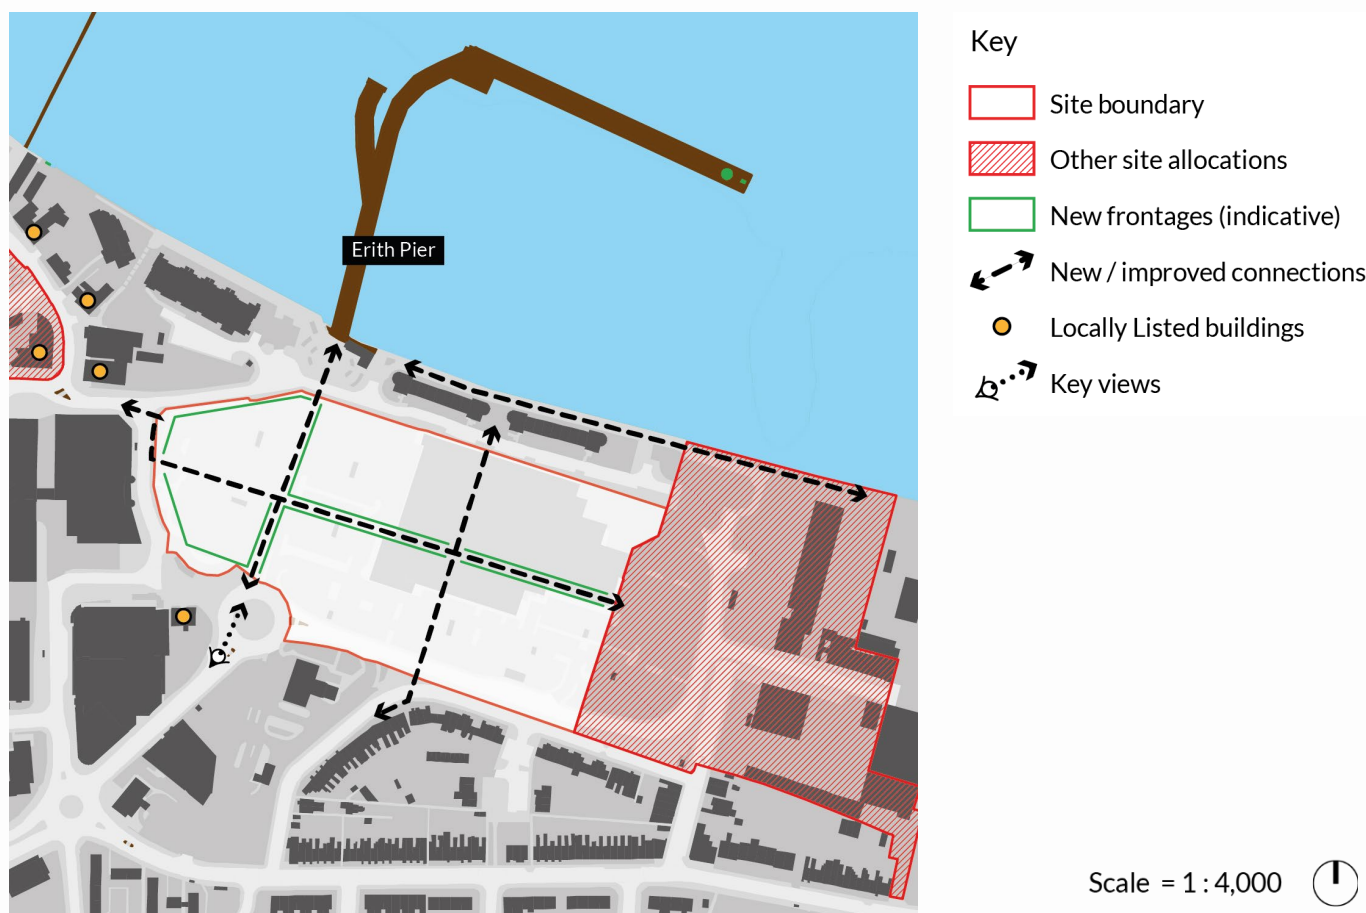 Key
Site boundary
Other site allocations
New frontages (indicative)
New / improved connections
Locally Listed buildings
Key views
Erith Pier
Scale = 1 : 4,000